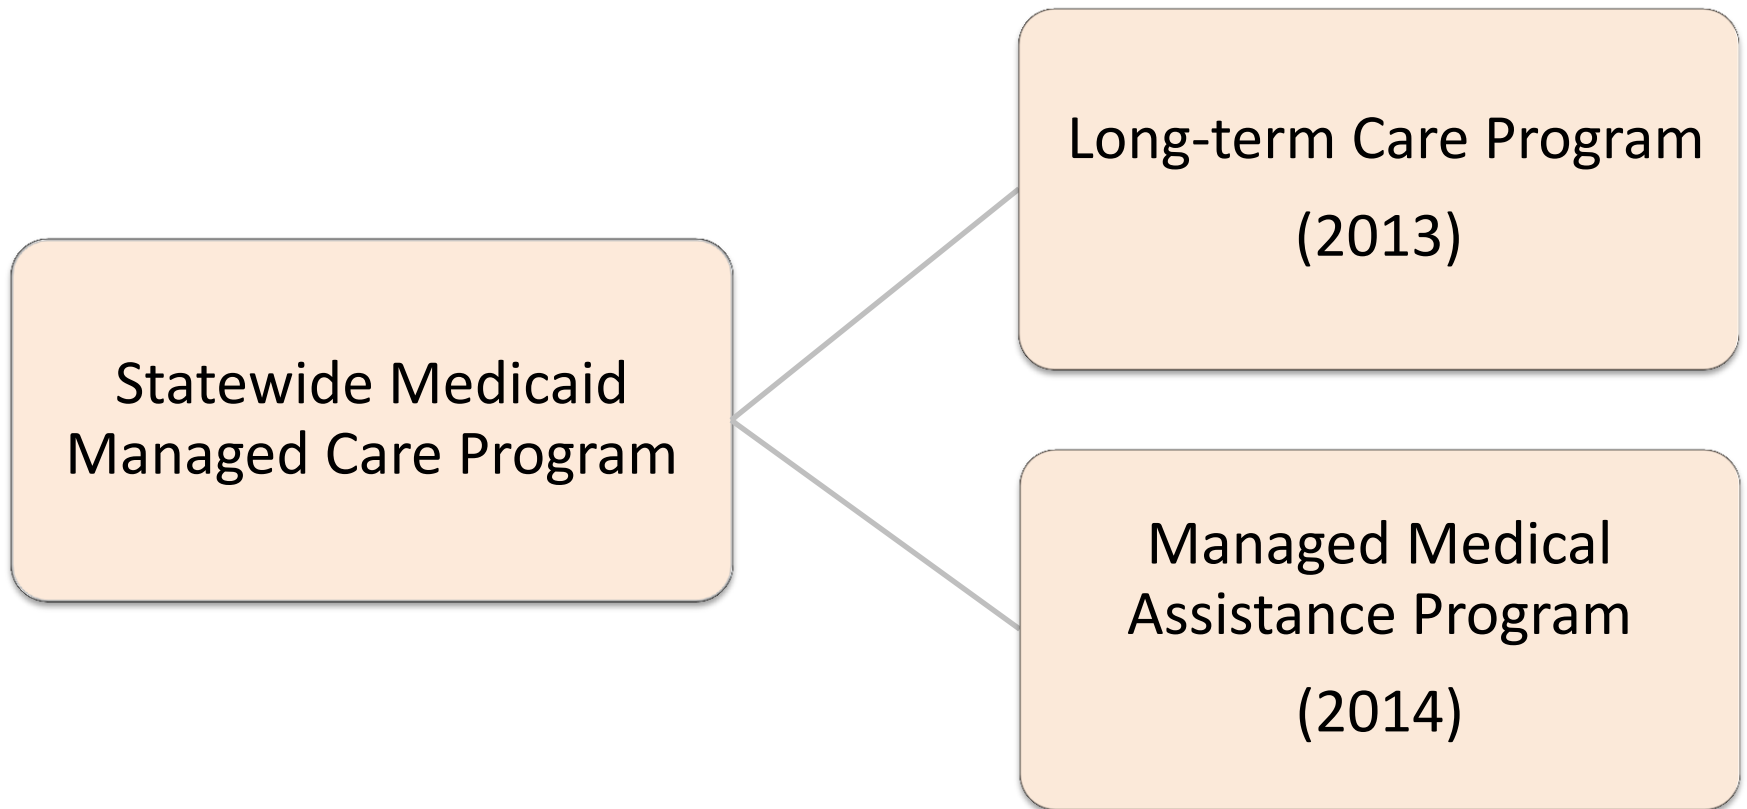 Statewide Medicaid
Managed Care Program
Long-term Care Program
(2013)
Managed Medical
Assistance Program
(2014)